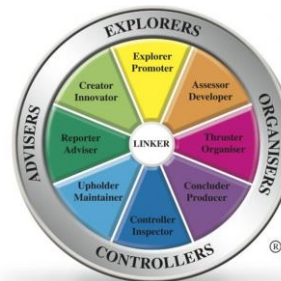 EXPLORERS
Explorer
Promoter
Creator
Innovator
Assessor
Developer
ADVISERS
Reporter
Adviser
LINKER
Thruster
Organiser
ORGANISERS
Upholder
Maintainer
Concluder
Producer
Controller
Inspector
CONTROLLERS
®